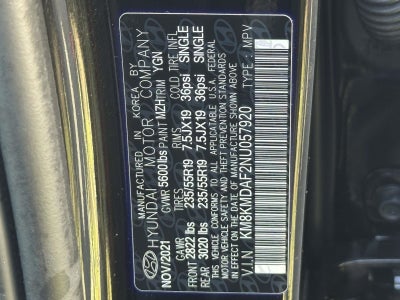 MANUFACTURED BY
HYUNDAI MOTOR COMPANY
IN KOREA
NOV/2021 GVWR 5600lbs PAINT MZH TRIM YGN
GAWR TIRES RIMS COLD TIRE INFL
FRONT 2822 lbs 235/55R19 7.5JX19 36psi SINGLE
REAR 3020 lbs 235/55R19 7.5JX19 36psi SINGLE
THIS VEHICLE CONFORMS TO ALL APPLICABLE U.S.A. FEDERAL
MOTOR VEHICLE SAFETY AND THEFT PREVENTION STANDARDS
IN EFFECT ON THE DATE OF MANUFACTURE SHOWN ABOVE.
V.I.N: KM8KMDAF2NU057920 TYPE: MPV